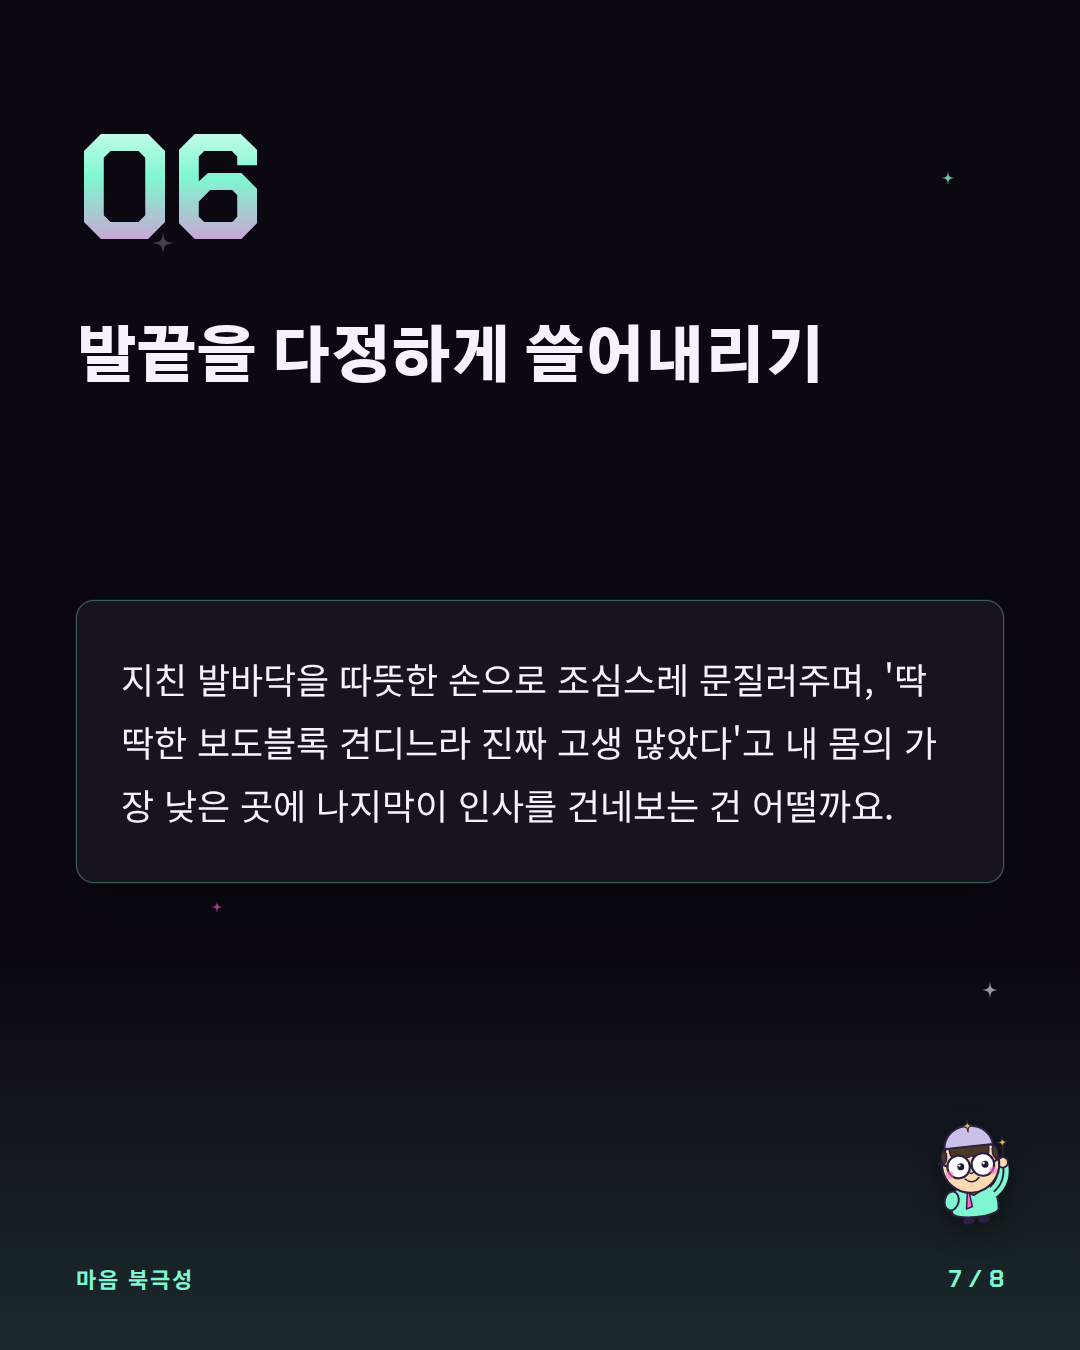 06
발끝을 다정하게 쓸어내리기
지친 발바닥을 따뜻한 손으로 조심스레 문질러주며, '딱
딱한 보도블록 견디느라 진짜 고생 많았다'고 내 몸의 가
장 낮은 곳에 나지막이 인사를 건네보는 건 어떨까요.
마음 북극성
7 / 8